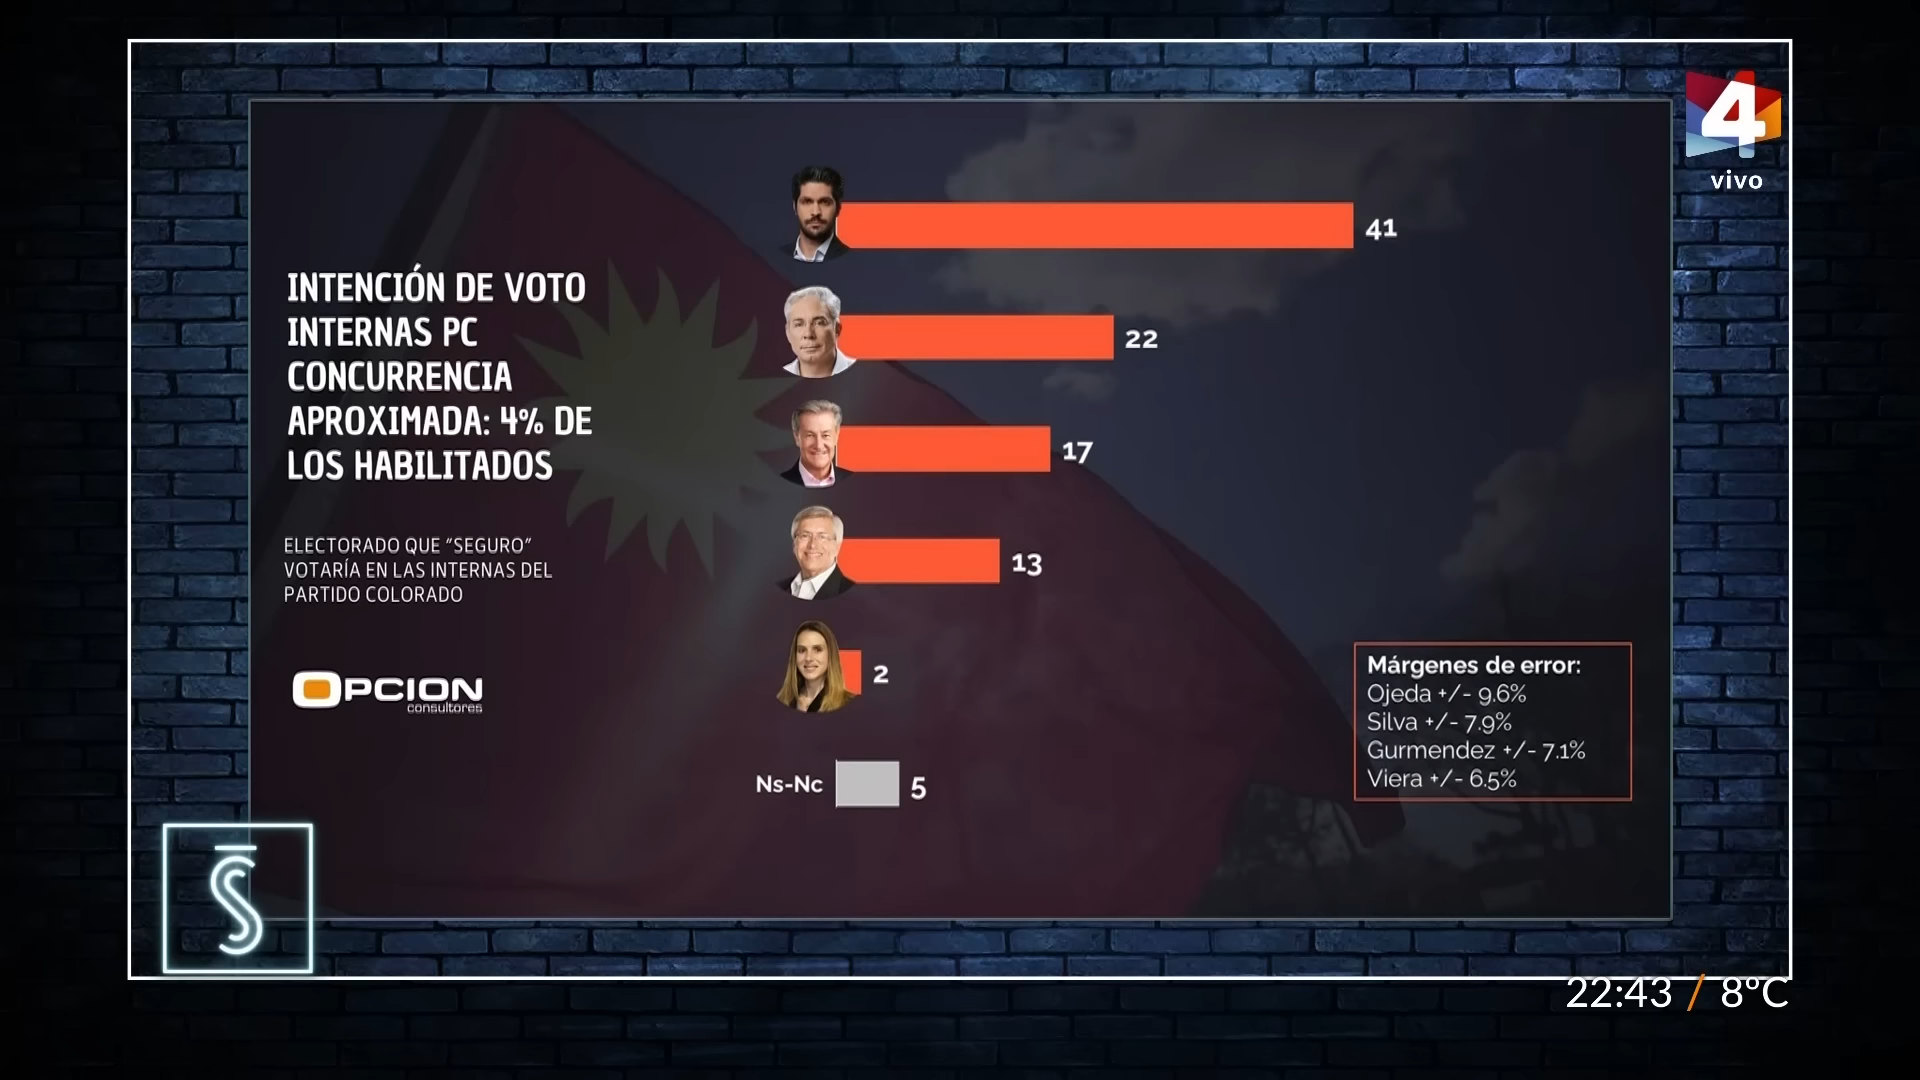 4
vivo
INTENCIÓN DE VOTO
INTERNAS PC
CONCURRENCIA
APROXIMADA: 4% DE
LOS HABILITADOS
ELECTORADO QUE "SEGURO"
VOTARÍA EN LAS INTERNAS DEL
PARTIDO COLORADO
OPCION
consultores
41
22
17
13
2
Ns-Nc 5
Márgenes de error:
Ojeda +/- 9.6%
Silva +/- 7.9%
Gurmendez +/- 7.1%
Viera +/- 6.5%
S
22:43 / 8°C